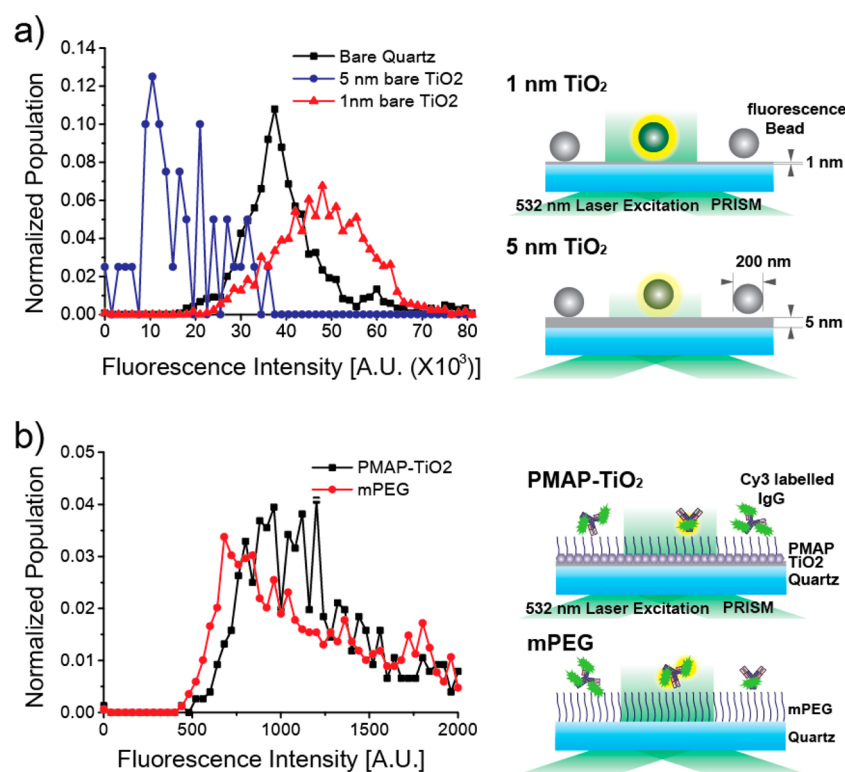 a)
0.14
0.12
0.10
0.08
0.06
0.04
0.02
0.00
Normalized Population
Bare Quartz
5 nm bare TiO2
1nm bare TiO2
0 10 20 30 40 50 60 70 80
Fluorescence Intensity [A.U. (X10³)]
1 nm TiO₂
fluorescence
Bead
1 nm
532 nm Laser Excitation PRISM
5 nm TiO₂
200 nm
5 nm
b)
0.05
0.04
0.03
0.02
0.01
0.00
Normalized Population
PMAP-TiO2
mPEG
0 500 1000 1500 2000
Fluorescence Intensity [A.U.]
PMAP-TiO₂
Cy3 labelled
IgG
PMAP
TiO2
Quartz
532 nm Laser Excitation PRISM
mPEG
mPEG
Quartz